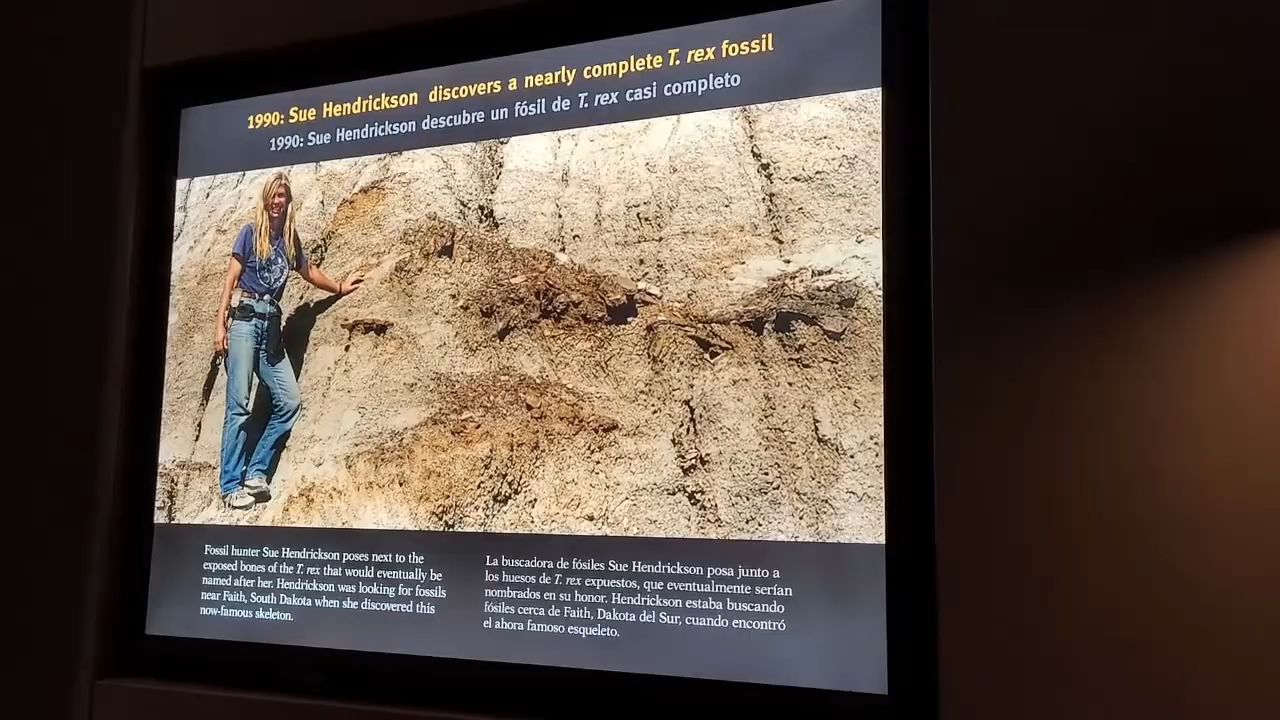 1990: Sue Hendrickson discovers a nearly complete T. rex fossil
1990: Sue Hendrickson descubre un fósil de T. rex casi completo
Fossil hunter Sue Hendrickson poses next to the
exposed bones of the T. rex that would eventually be
named after her. Hendrickson was looking for fossils
near Faith, South Dakota when she discovered this
now-famous skeleton.
La buscadora de fósiles Sue Hendrickson posa junto a
los huesos de T. rex expuestos, que eventualmente serían
nombrados en su honor. Hendrickson estaba buscando
fósiles cerca de Faith, Dakota del Sur, cuando encontró
el ahora famoso esqueleto.